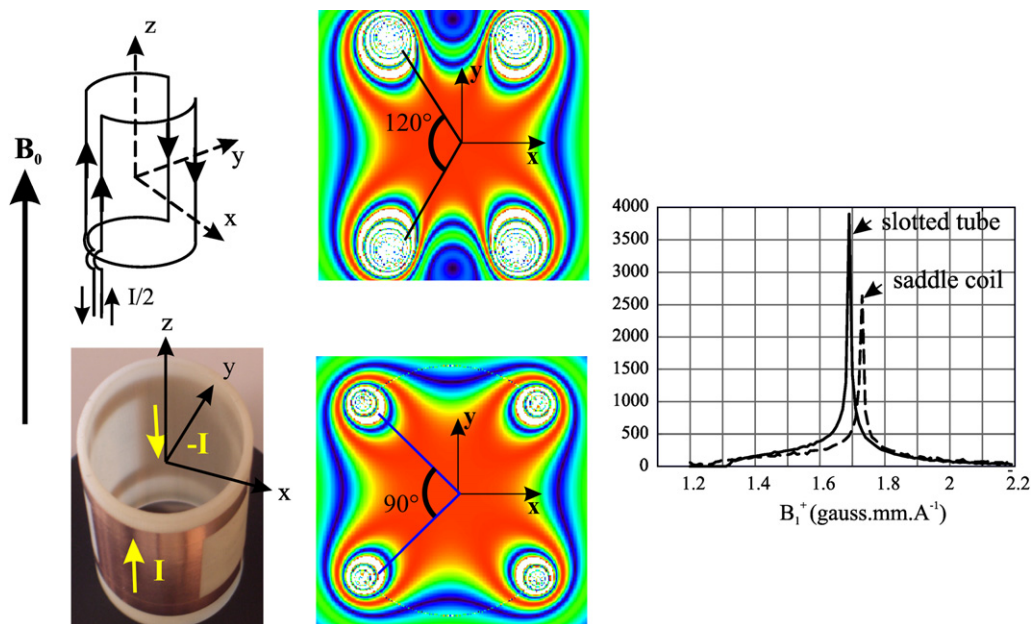 z
B₀
y
x
I/2
z
y
-I
x
I
y
120°
x
y
90°
x
4000
3500
3000
2500
2000
1500
1000
500
0
slotted tube
saddle coil
1.2
1.4
1.6
1.8
2
2.2
B₁⁺ (gauss.mm.A⁻¹)